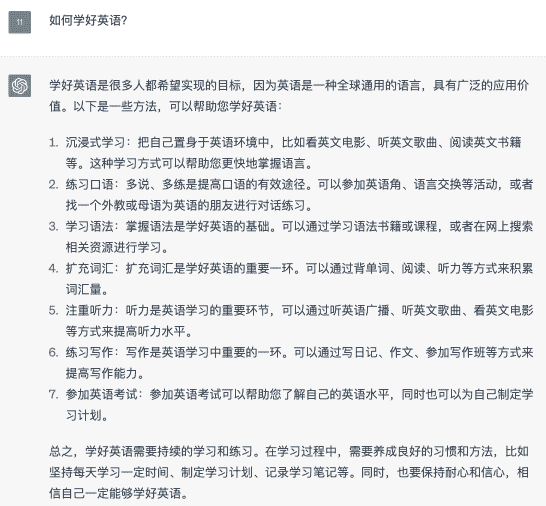 11
如何学好英语？
学好英语是很多人都希望实现的目标，因为英语是一种全球通用的语言，具有广泛的应用价
值。以下是一些方法，可以帮助您学好英语：
1. 沉浸式学习：把自己置身于英语环境中，比如看英文电影、听英文歌曲、阅读英文书籍
等。这种学习方式可以帮助您更快地掌握语言。
2. 练习口语：多说、多练是提高口语的有效途径。可以参加英语角、语言交换等活动，或者
找一个外教或母语为英语的朋友进行对话练习。
3. 学习语法：掌握语法是学好英语的基础。可以通过学习语法书籍或课程，或者在网上搜索
相关资源进行学习。
4. 扩充词汇：扩充词汇是学好英语的重要一环。可以通过背单词、阅读、听力等方式来积累
词汇量。
5. 注重听力：听力是英语学习的重要环节，可以通过听英语广播、听英文歌曲、看英文电影
等方式来提高听力水平。
6. 练习写作：写作是英语学习中重要的一环。可以通过写日记、作文、参加写作班等方式来
提高写作能力。
7. 参加英语考试：参加英语考试可以帮助您了解自己的英语水平，同时也可以为自己制定学
习计划。
总之，学好英语需要持续的学习和练习。在学习过程中，需要养成良好的习惯和方法，比如
坚持每天学习一定时间、制定学习计划、记录学习笔记等。同时，也要保持耐心和信心，相
信自己一定能够学好英语。